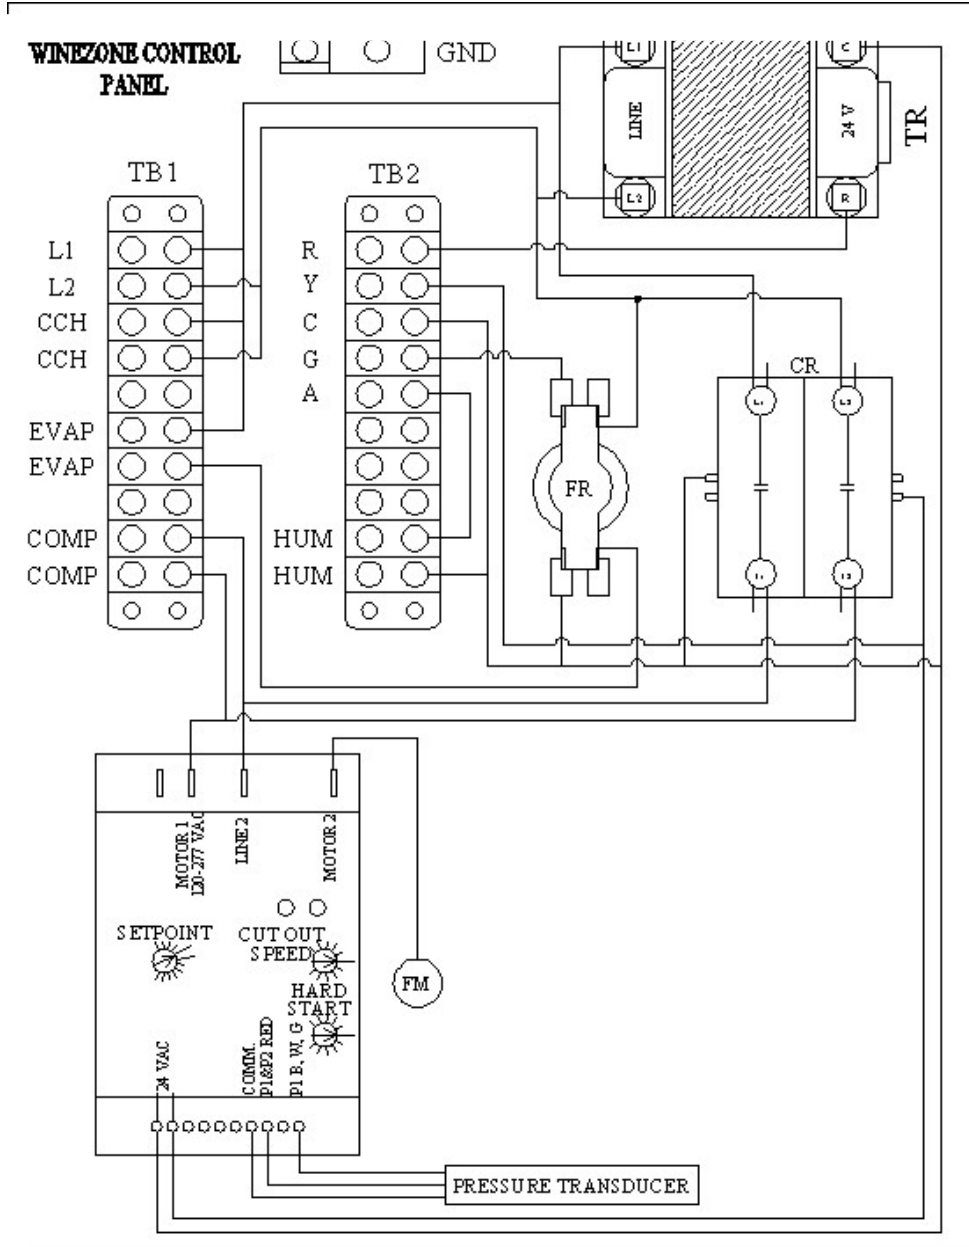 WINEZONE CONTROL
PANEL
GND
L1
C
LINE
24 V
TR
L2
R
TB1
TB2
L1
L2
CCH
CCH
EVAP
EVAP
COMP
COMP
R
Y
C
G
A
HUM
HUM
CR
FR
MOTOR 1
120-277 VAC
LINE 2
MOTOR 2
SETPOINT
CUT OUT
SPEED
HARD
START
FM
24 VAC
COMM.
P1&P2 RED
P1 B, W, G
PRESSURE TRANSDUCER